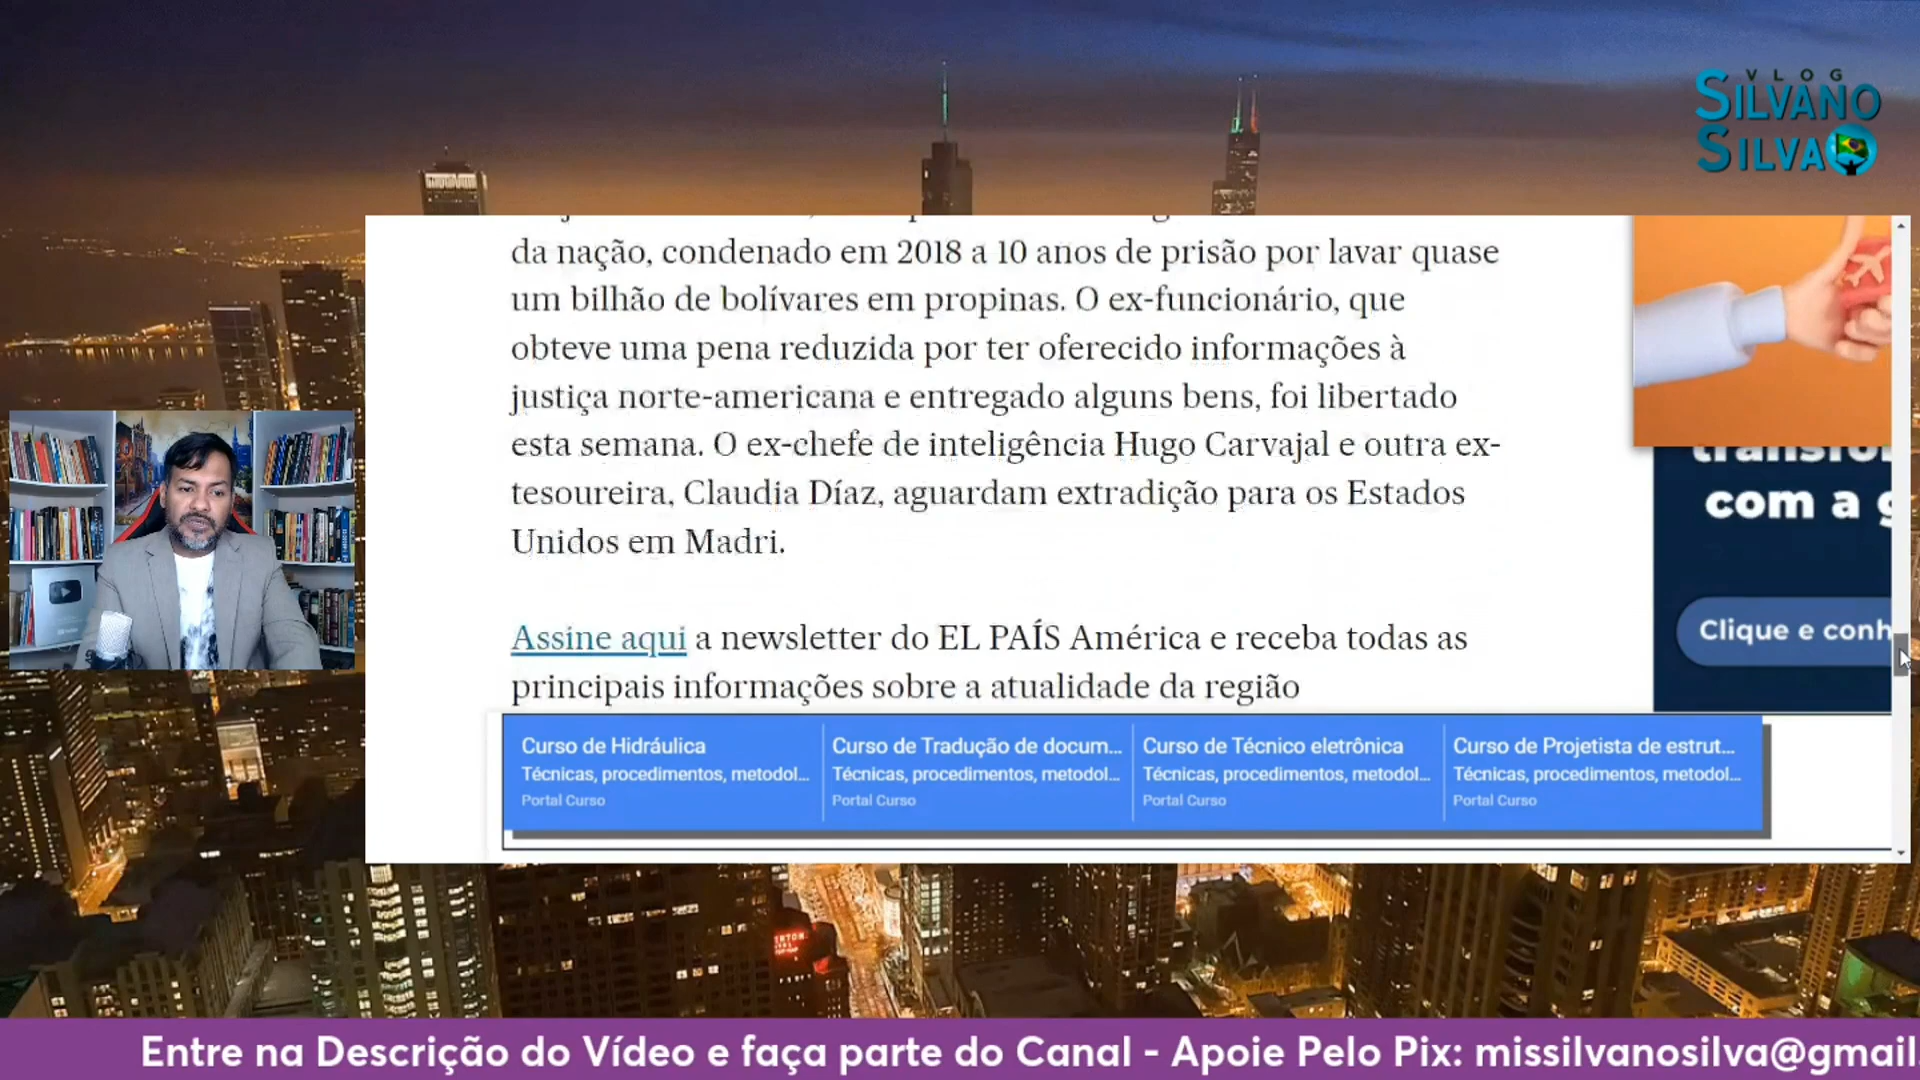 VLOG
SILVANO
SILVA
da nação, condenado em 2018 a 10 anos de prisão por lavar quase
um bilhão de bolívares em propinas. O ex-funcionário, que
obteve uma pena reduzida por ter oferecido informações à
justiça norte-americana e entregado alguns bens, foi libertado
esta semana. O ex-chefe de inteligência Hugo Carvajal e outra ex-
tesoureira, Claudia Díaz, aguardam extradição para os Estados
Unidos em Madri.
Assine aqui a newsletter do EL PAÍS América e receba todas as
principais informações sobre a atualidade da região
com a
Clique e conh
Curso de Hidráulica
Técnicas, procedimentos, metodol...
Portal Curso
Curso de Tradução de docum...
Técnicas, procedimentos, metodol...
Portal Curso
Curso de Técnico eletrônica
Técnicas, procedimentos, metodol...
Portal Curso
Curso de Projetista de estrut...
Técnicas, procedimentos, metodol...
Portal Curso
Entre na Descrição do Vídeo e faça parte do Canal - Apoie Pelo Pix: missilvanosilva@gmail.